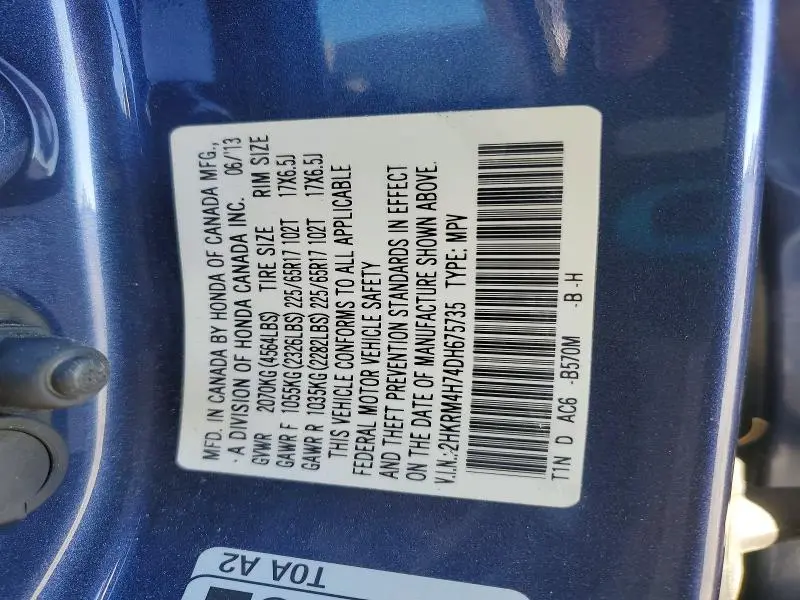 MFD. IN CANADA BY HONDA OF CANADA MFG.,
A DIVISION OF HONDA CANADA INC. 06/13
GVWR 2070KG(4564LBS) TIRE SIZE RIM SIZE
GAWR F 1055KG(2326LBS) 225/65R17 102T 17X6.5J
GAWR R 1035KG(2282LBS) 225/65R17 102T 17X6.5J
THIS VEHICLE CONFORMS TO ALL APPLICABLE
FEDERAL MOTOR VEHICLE SAFETY
AND THEFT PREVENTION STANDARDS IN EFFECT
ON THE DATE OF MANUFACTURE SHOWN ABOVE.
V.I.N.:2HKRM4H74DH675735 TYPE: MPV
T1N D AC6 -B570M -B -H
T0A A2